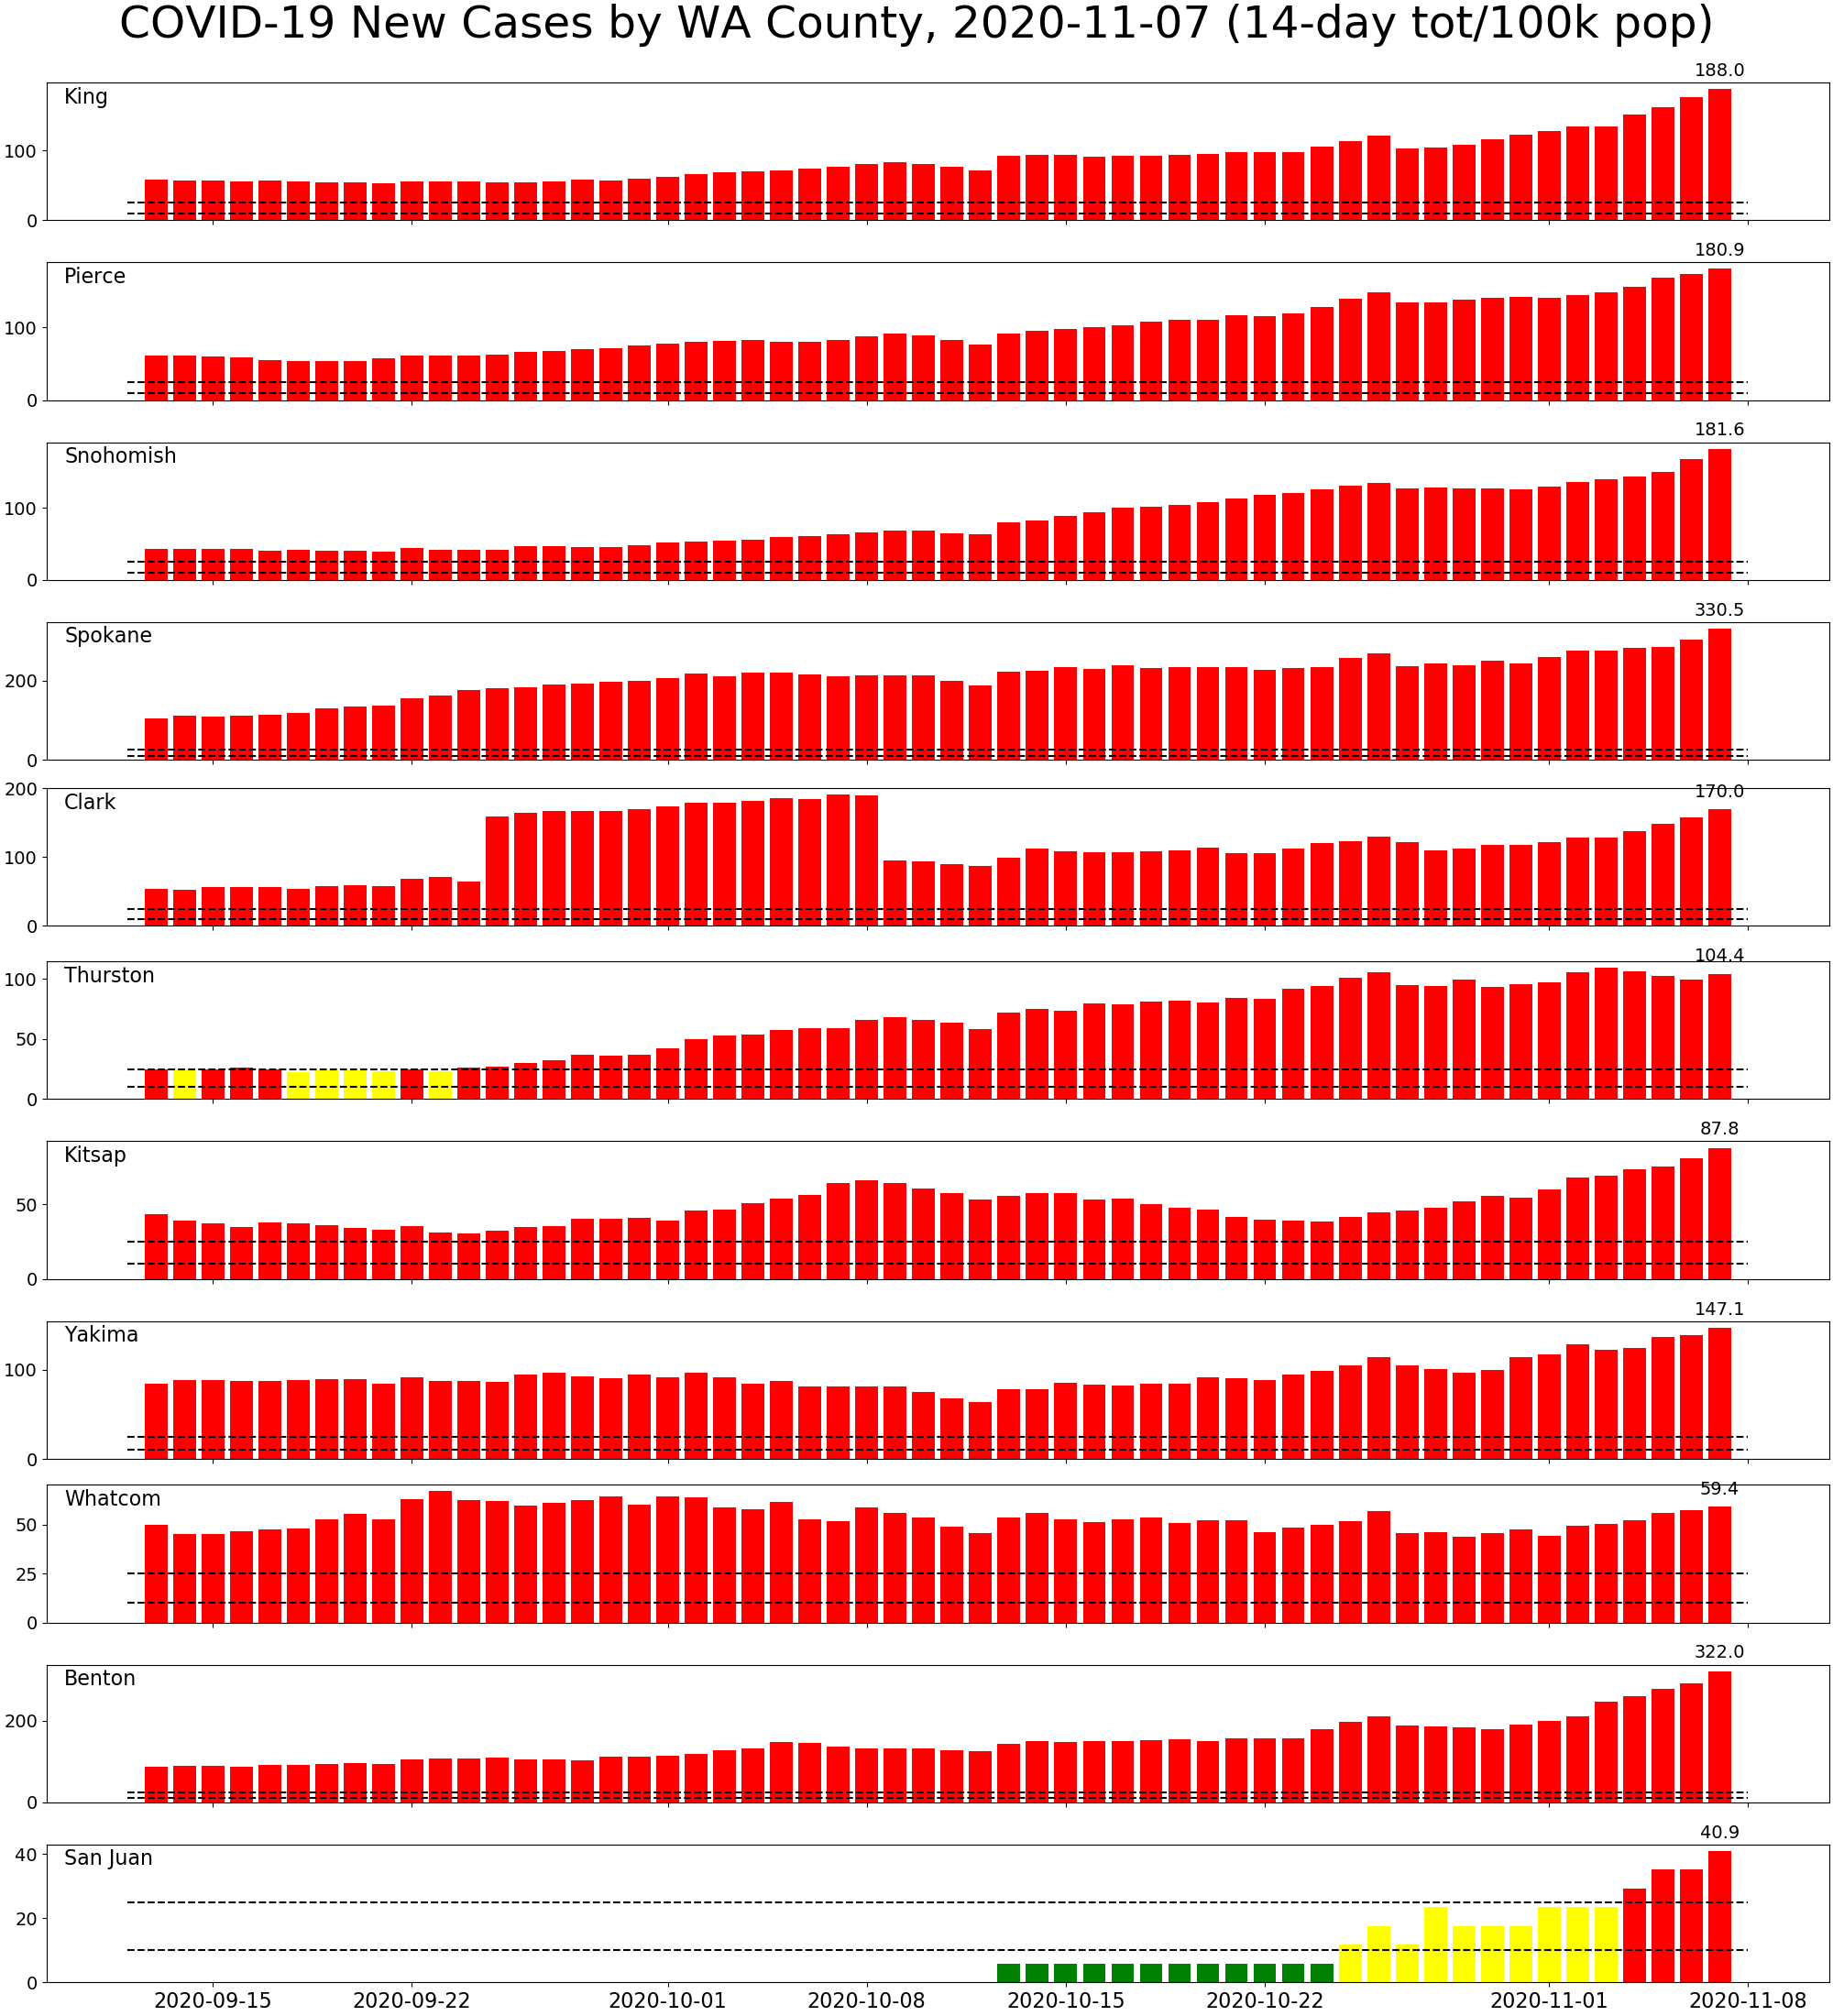 COVID-19 New Cases by WA County, 2020-11-07 (14-day tot/100k pop)
188.0
King
100
0
180.9
Pierce
100
0
181.6
Snohomish
100
0
330.5
Spokane
200
0
200
170.0
Clark
100
0
104.4
Thurston
100
50
0
87.8
Kitsap
50
0
147.1
Yakima
100
0
59.4
Whatcom
50
25
0
322.0
Benton
200
0
40.9
San Juan
40
20
0
2020-09-15 2020-09-22 2020-10-01 2020-10-08 2020-10-15 2020-10-22 2020-11-01 2020-11-08